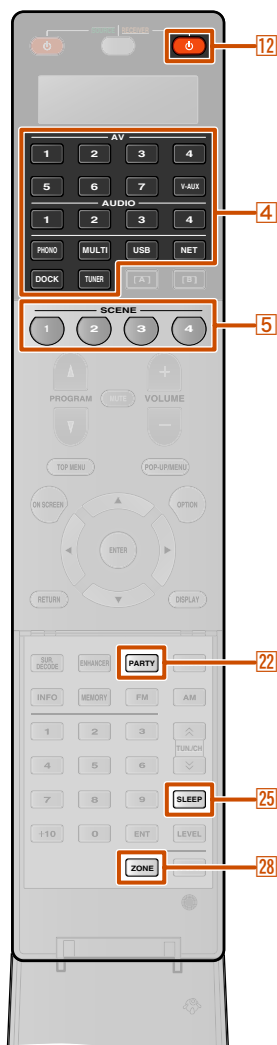 SOURCE RECEIVER
12
AV
1 2 3 4
5 6 7 V-AUX
AUDIO
1 2 3 4
4
PHONO MULTI USB NET
DOCK TUNER [A] [B]
SCENE
1 2 3 4
5
PROGRAM MUTE VOLUME
TOP MENU POP-UP/MENU
ON SCREEN OPTION
ENTER
RETURN DISPLAY
SUR. DECODE ENHANCER PARTY
22
INFO MEMORY FM AM
1 2 3
TUN./CH
4 5 6
7 8 9 SLEEP
25
+10 0 ENT LEVEL
ZONE
28